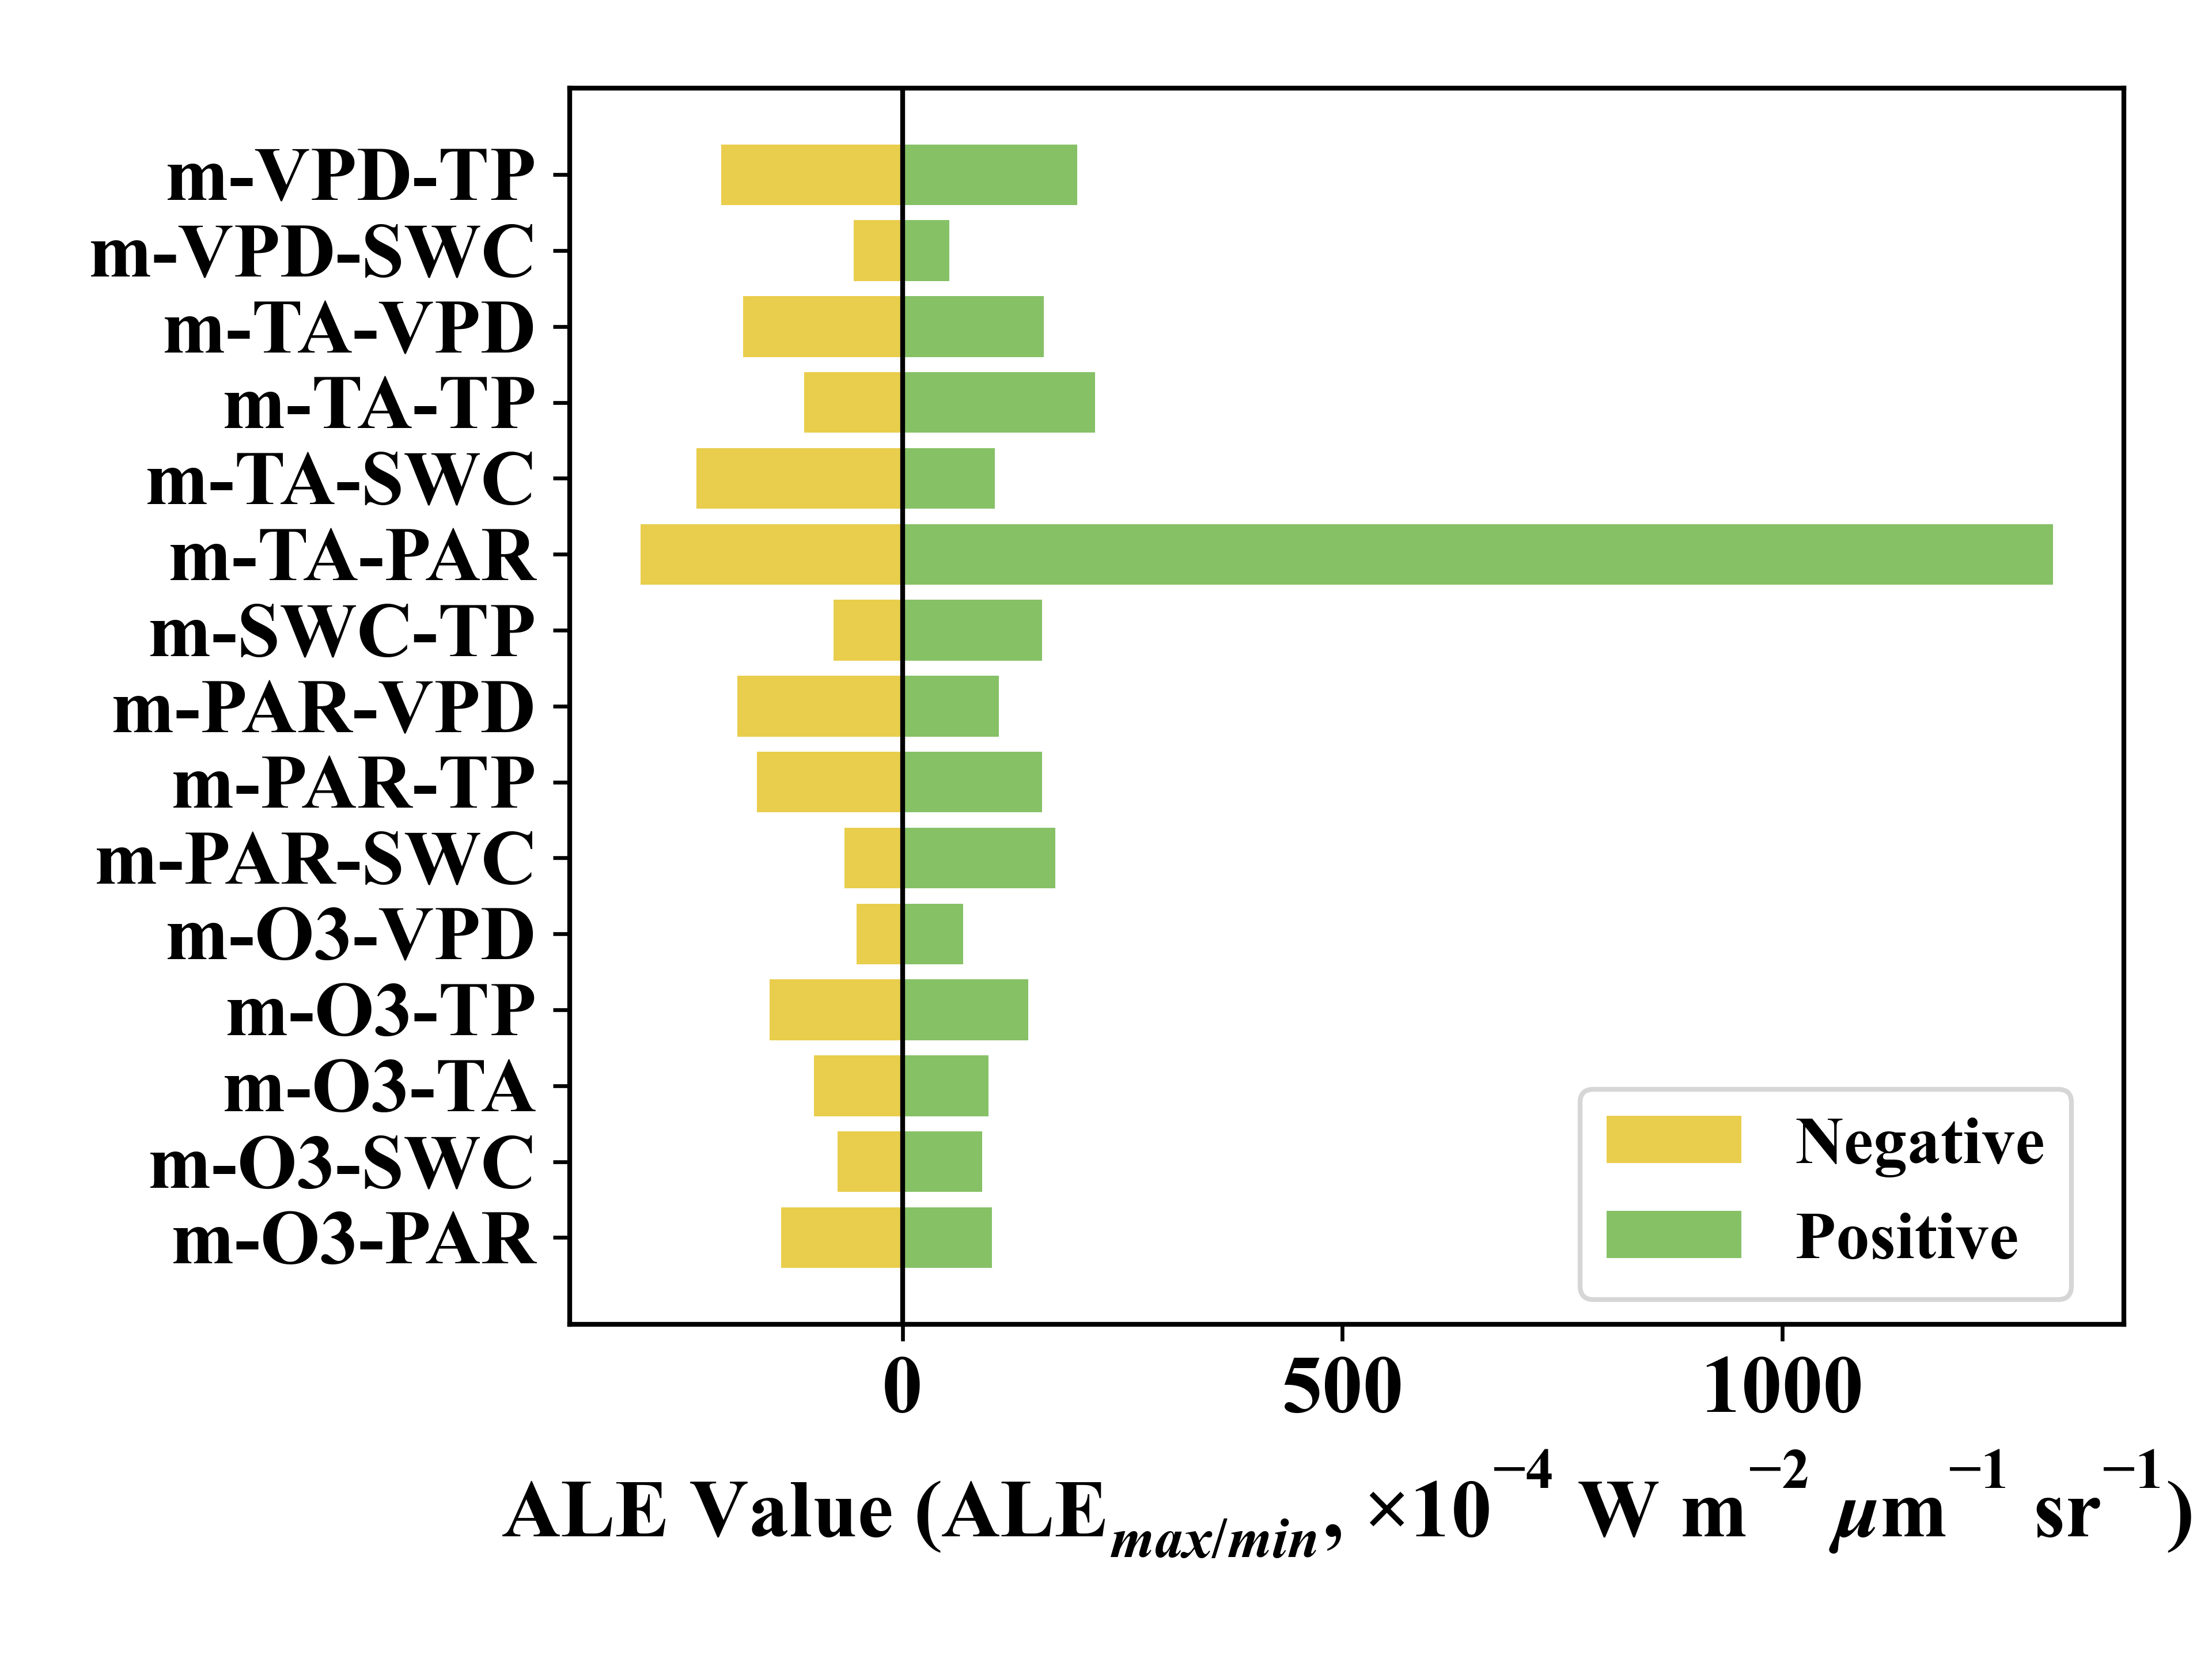 m-VPD-TP
m-VPD-SWC
m-TA-VPD
m-TA-TP
m-TA-SWC
m-TA-PAR
m-SWC-TP
m-PAR-VPD
m-PAR-TP
m-PAR-SWC
m-O3-VPD
m-O3-TP
m-O3-TA
m-O3-SWC
m-O3-PAR
Negative
Positive
0 500 1000
ALE Value (ALE_{max/min}, ×10^{−4} W m^{−2} μm^{−1} sr^{−1})